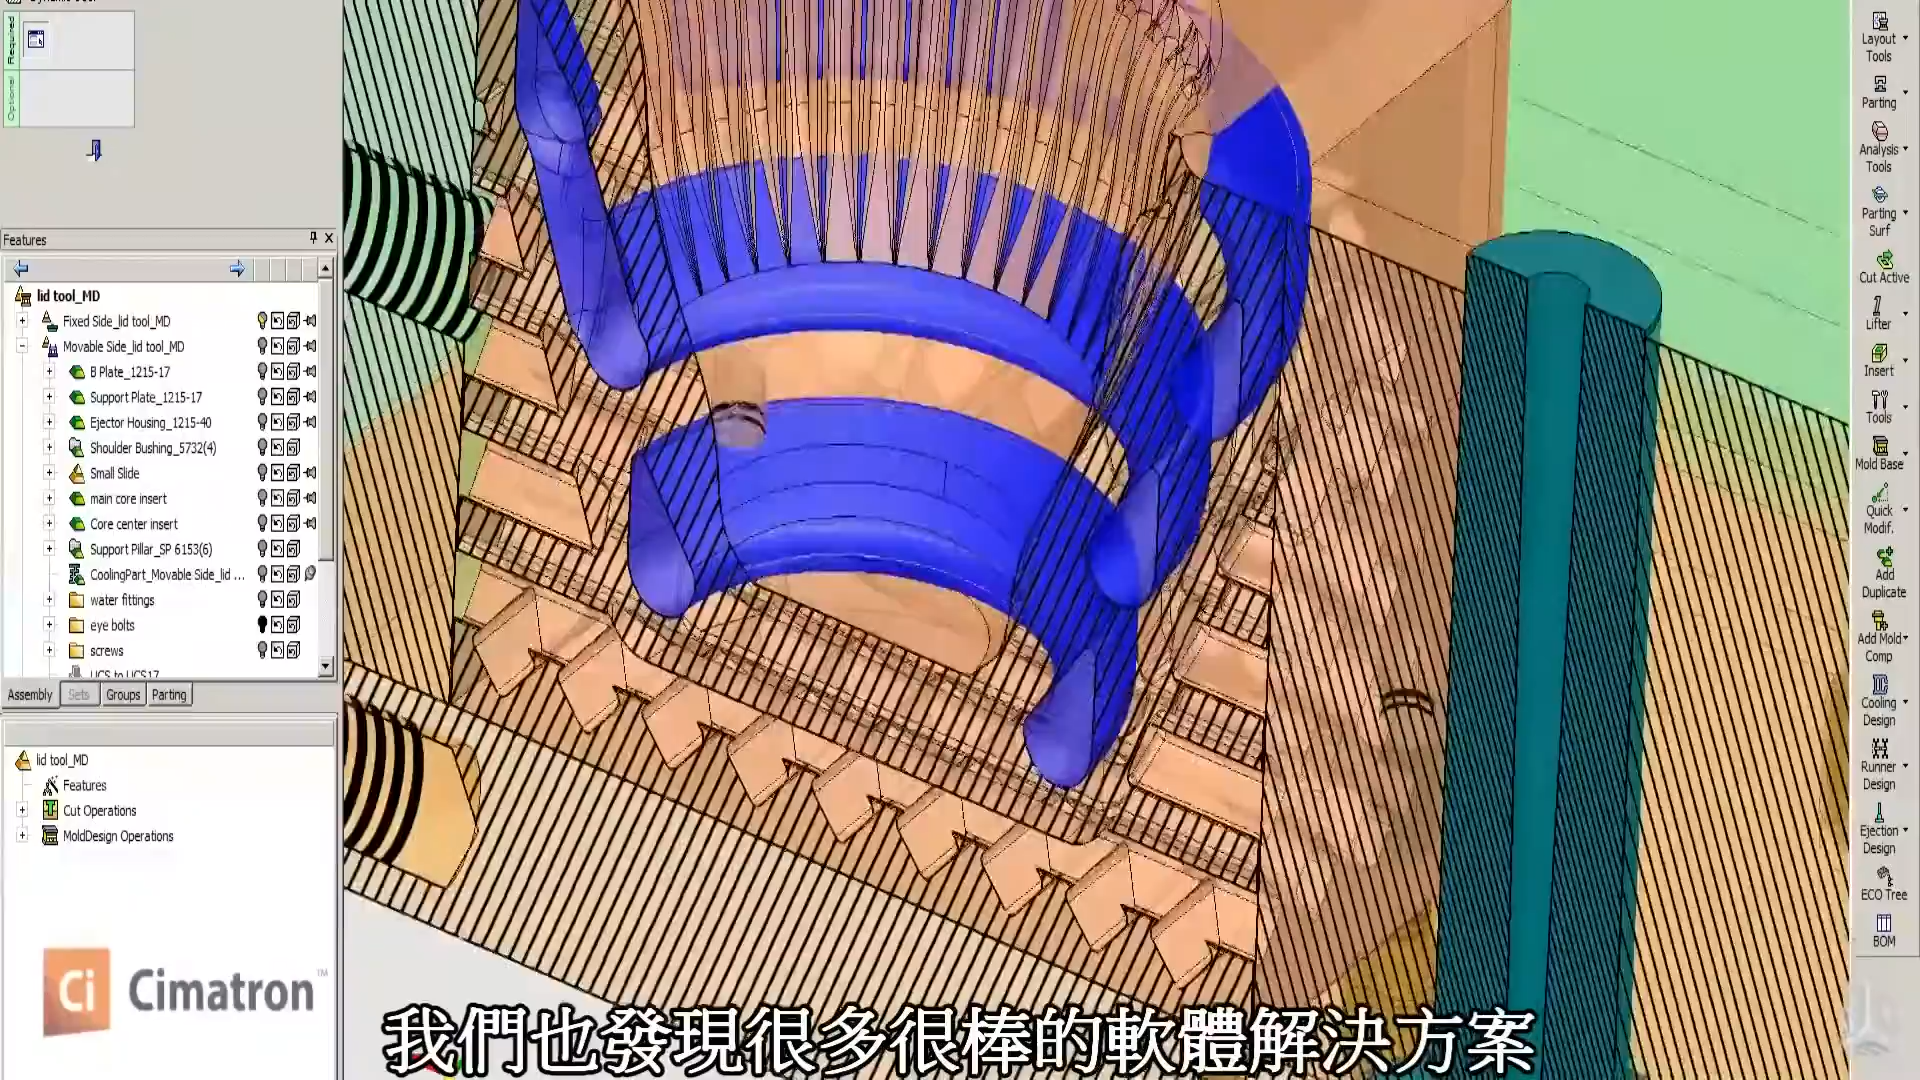 Required
Optional
Features
lid tool_MD
Fixed Side_lid tool_MD
Movable Side_lid tool_MD
B Plate_1215-17
Support Plate_1215-17
Ejector Housing_1215-40
Shoulder Bushing_5732(4)
Small Slide
main core insert
Core center insert
Support Pillar_SP 6153(6)
CoolingPart_Movable Side_lid ...
water fittings
eye bolts
screws
UCS to UCS17
Assembly Sets Groups Parting
lid tool_MD
Features
Cut Operations
MoldDesign Operations
Ci Cimatron™
我們也發現很多很棒的軟體解決方案
Layout
Tools
Parting
Analysis
Tools
Parting
Surf
Cut Active
Lifter
Insert
Tools
Mold Base
Quick
Modif.
Add
Duplicate
Add Mold
Comp
Cooling
Design
Runner
Design
Ejection
Design
ECO Tree
BOM